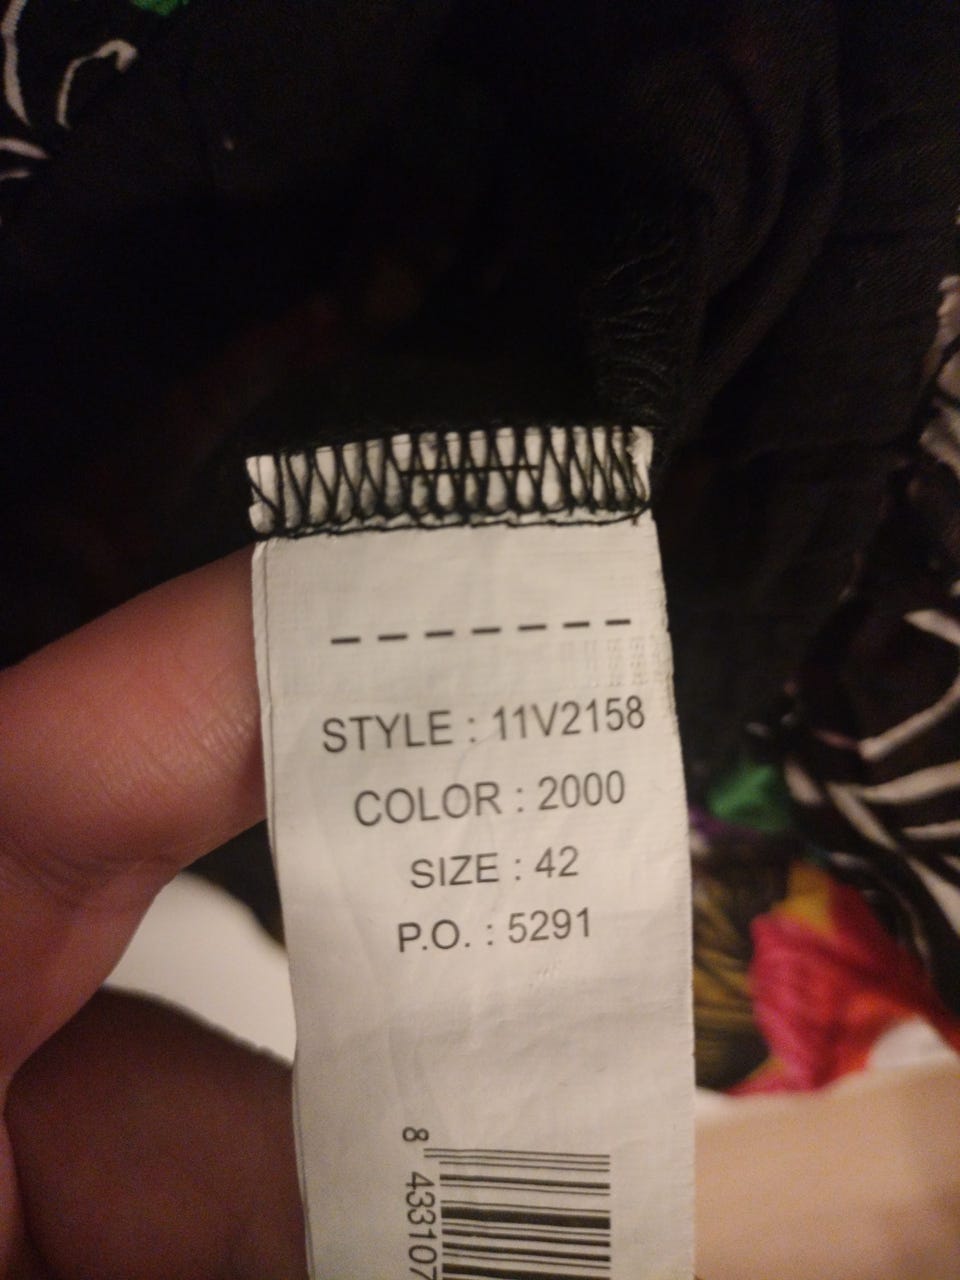 STYLE : 11V2158
COLOR : 2000
SIZE : 42
P.O. : 5291
8 433107